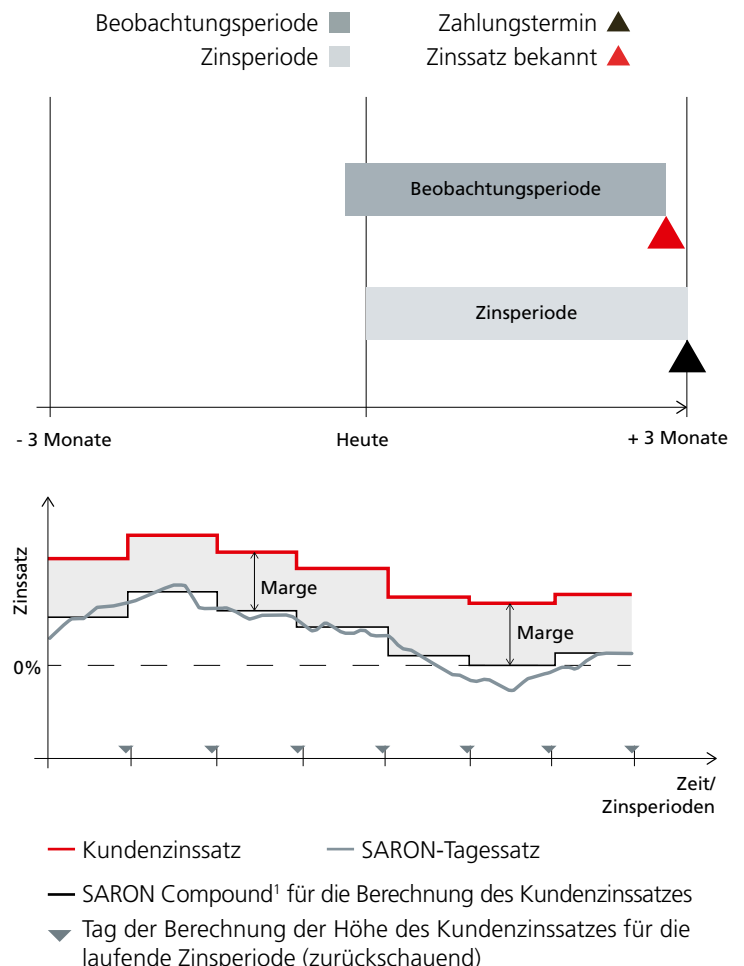 Beobachtungsperiode
Zahlungstermin
Zinsperiode
Zinssatz bekannt
Beobachtungsperiode
Zinsperiode
- 3 Monate
Heute
+ 3 Monate
Zinssatz
Marge
Marge
0%
Zeit/
Zinsperioden
Kundenzinssatz
SARON-Tagessatz
SARON Compound¹ für die Berechnung des Kundenzinssatzes
Tag der Berechnung der Höhe des Kundenzinssatzes für die
laufende Zinsperiode (zurückschauend)